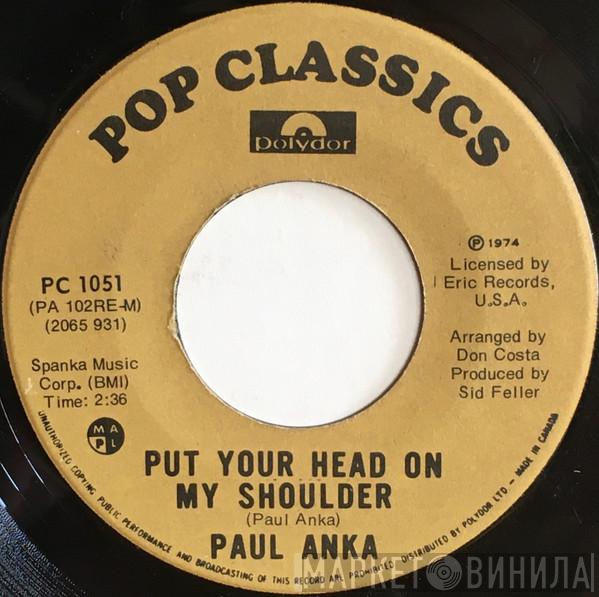 POP CLASSICS
polydor
℗ 1974
Licensed by
Eric Records,
U.S.A.
PC 1051
(PA 102RE-M)
(2065 931)
Arranged by
Don Costa
Produced by
Sid Feller
Spanka Music
Corp. (BMI)
Time: 2:36
M A
P L
PUT YOUR HEAD ON
MY SHOULDER
(Paul Anka)
PAUL ANKA
UNAUTHORIZED COPYING PUBLIC PERFORMANCE AND BROADCASTING OF THIS RECORD ARE PROHIBITED. DISTRIBUTED BY POLYDOR LTD – MADE IN CANADA
МАРКЕТ ВИНИЛА